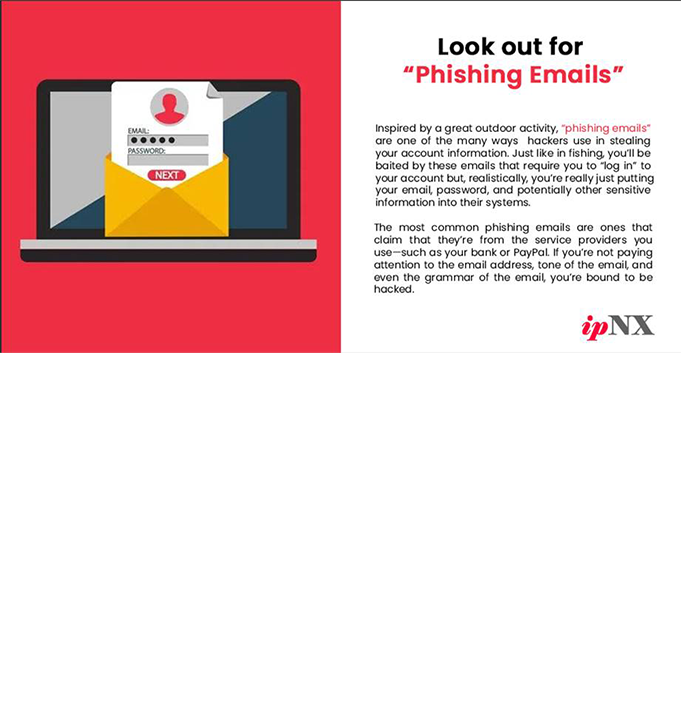 EMAIL:
PASSWORD:
NEXT
Look out for
“Phishing Emails”
Inspired by a great outdoor activity, “phishing emails”
are one of the many ways hackers use in stealing
your account information. Just like in fishing, you’ll be
baited by these emails that require you to “log in” to
your account but, realistically, you’re really just putting
your email, password, and potentially other sensitive
information into their systems.
The most common phishing emails are ones that
claim that they’re from the service providers you
use—such as your bank or PayPal. If you’re not paying
attention to the email address, tone of the email, and
even the grammar of the email, you’re bound to be
hacked.
ipNX